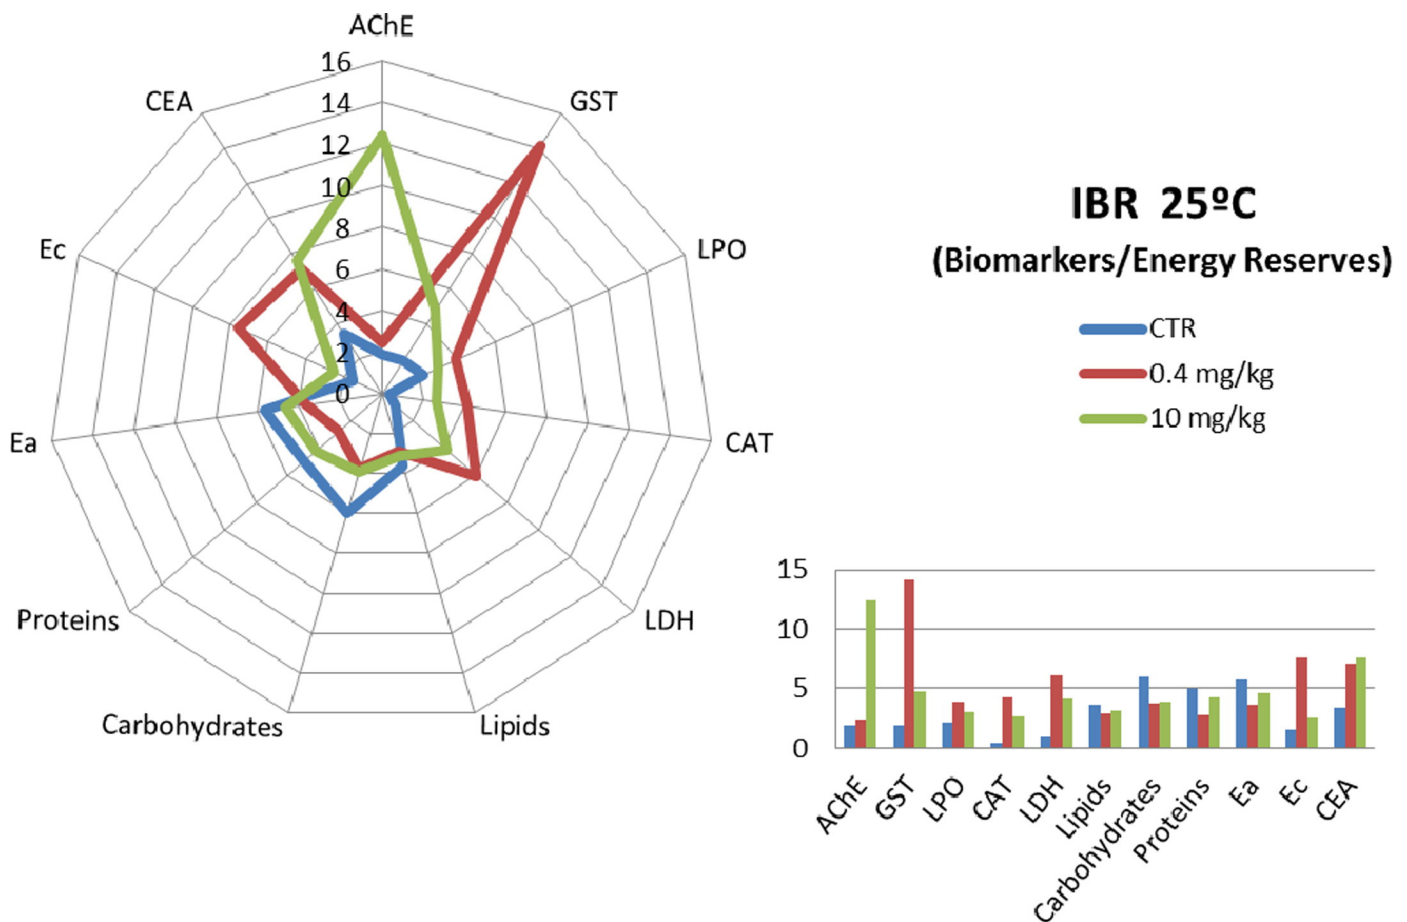 AChE
16
CEA
14
GST
12
10
Ec
8
LPO
6
4
2
0
Ea
CAT
Proteins
LDH
Carbohydrates
Lipids
IBR 25ºC
(Biomarkers/Energy Reserves)
CTR
0.4 mg/kg
10 mg/kg
15
10
5
0
AChE
GST
LPO
CAT
LDH
Lipids
Carbohydrates
Proteins
Ea
Ec
CEA